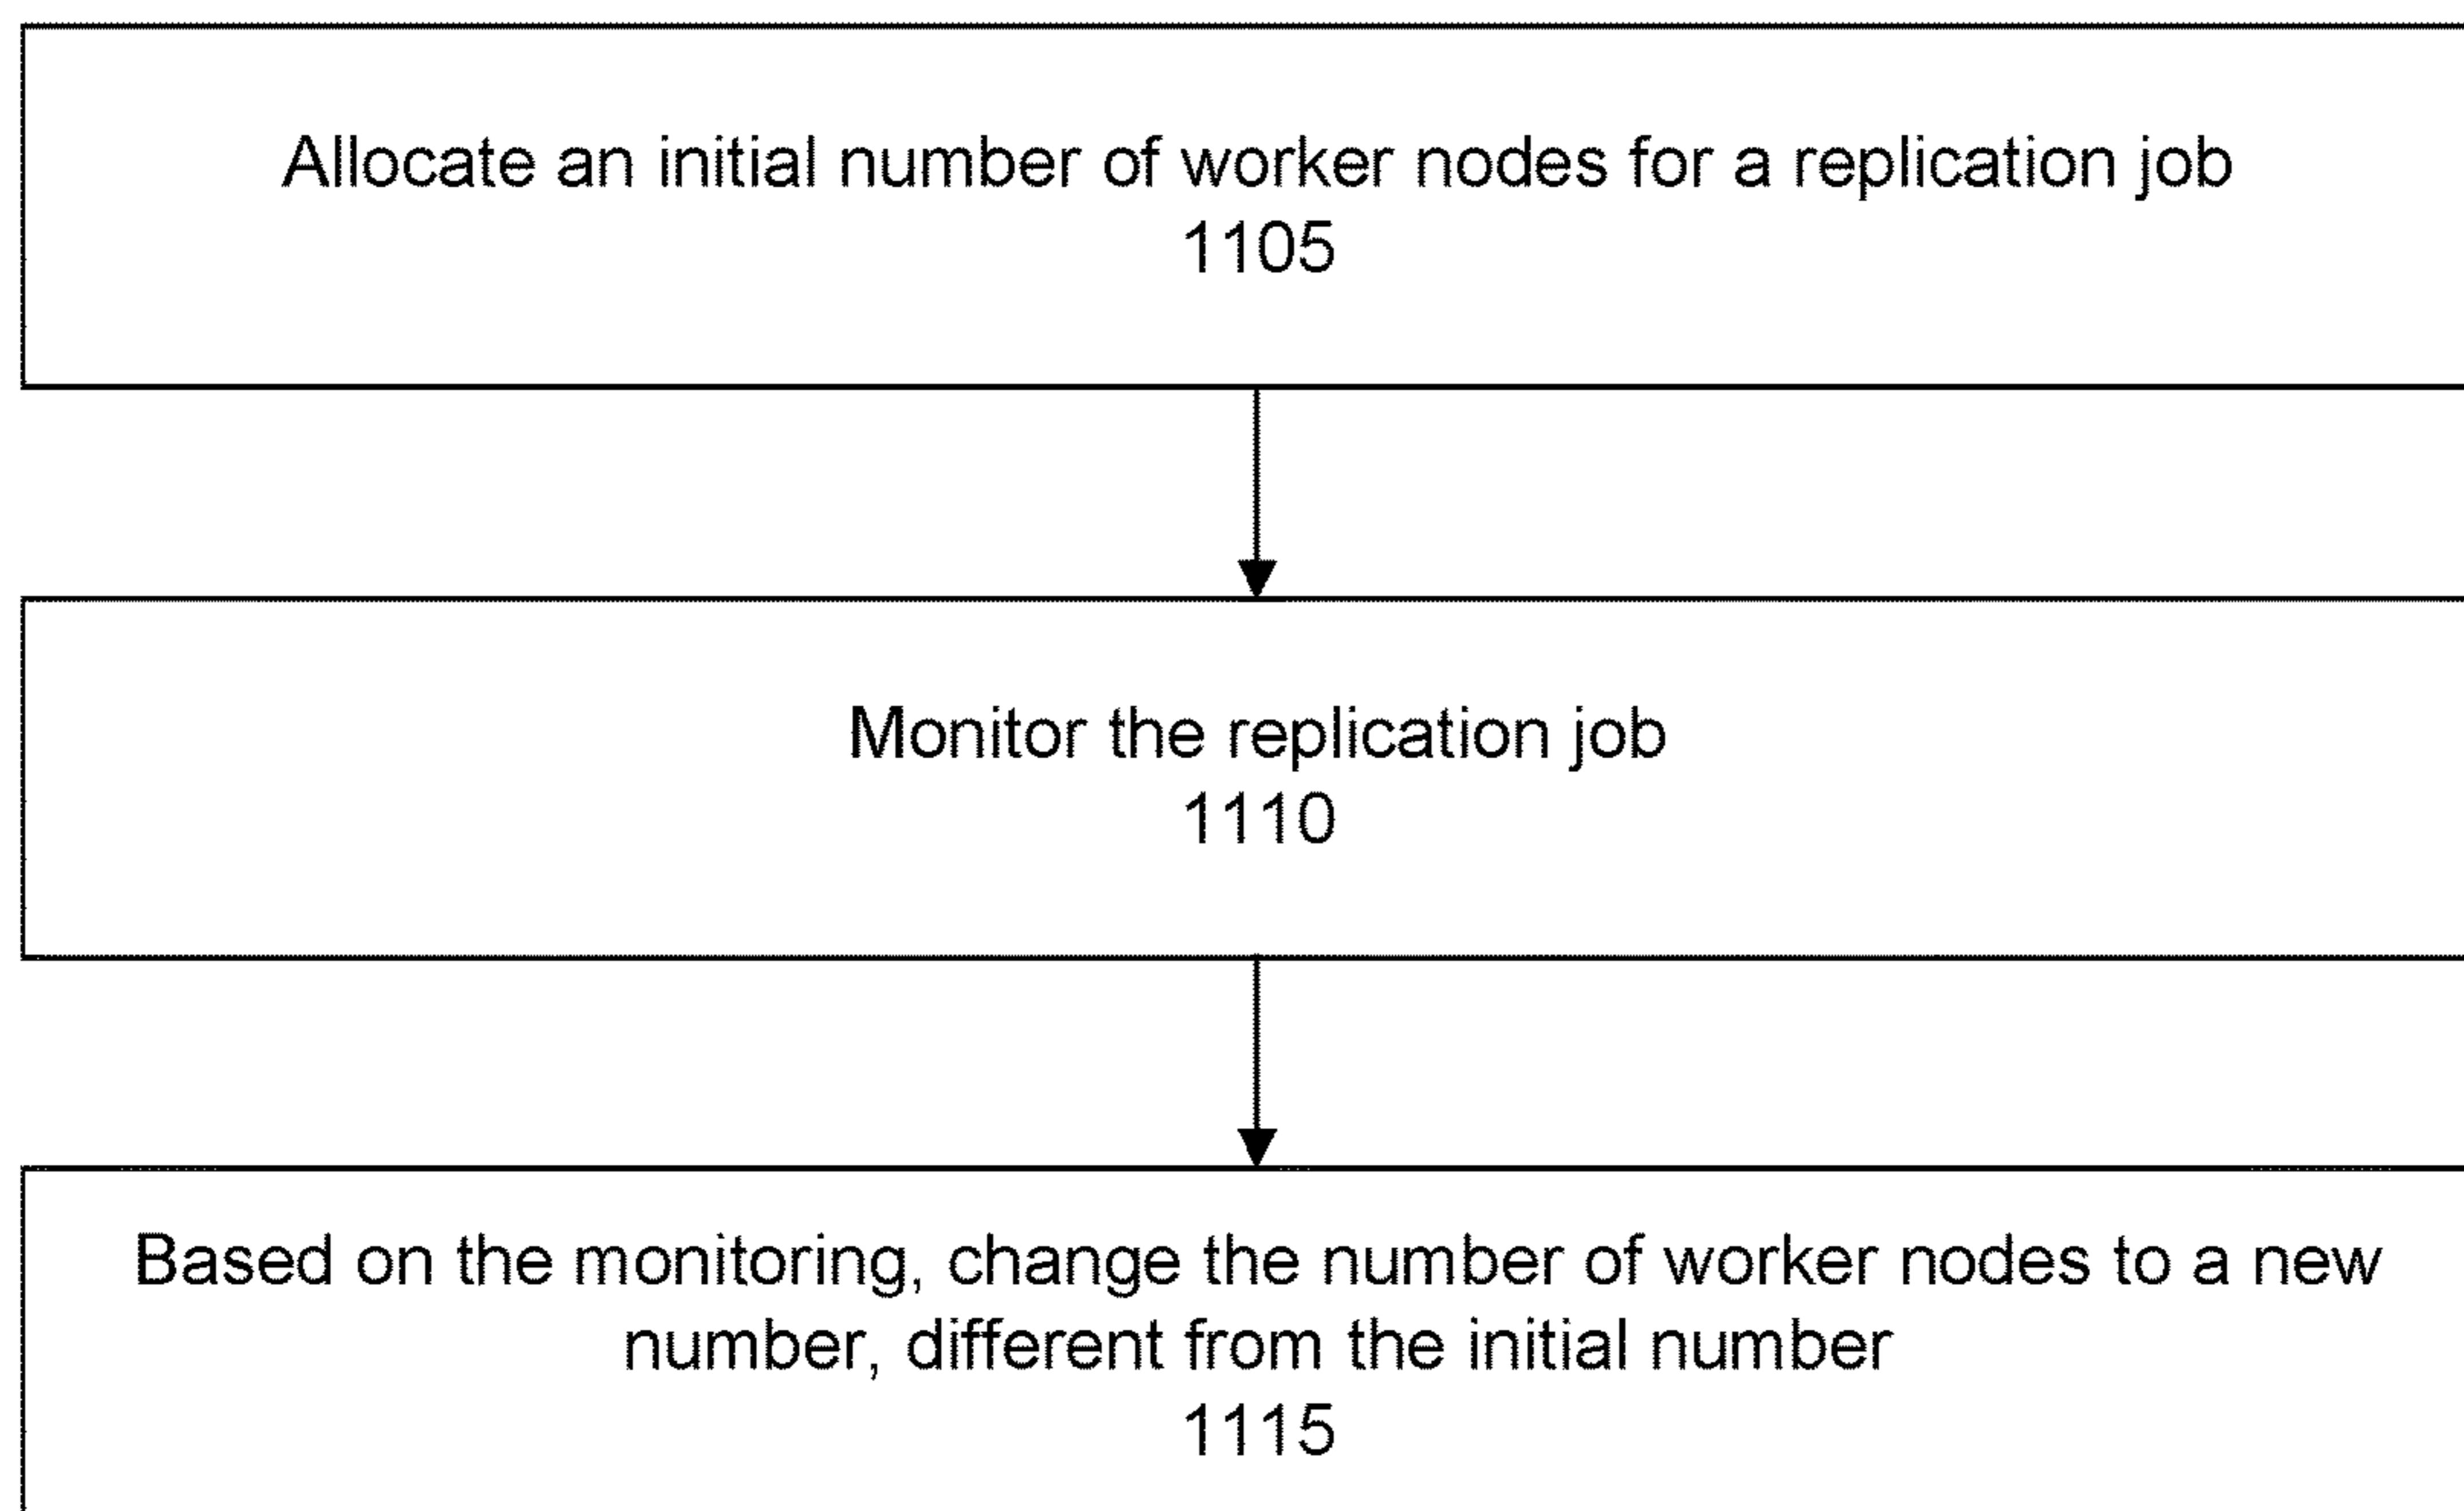 Allocate an initial number of worker nodes for a replication job
1105
Monitor the replication job
1110
Based on the monitoring, change the number of worker nodes to a new
number, different from the initial number
1115